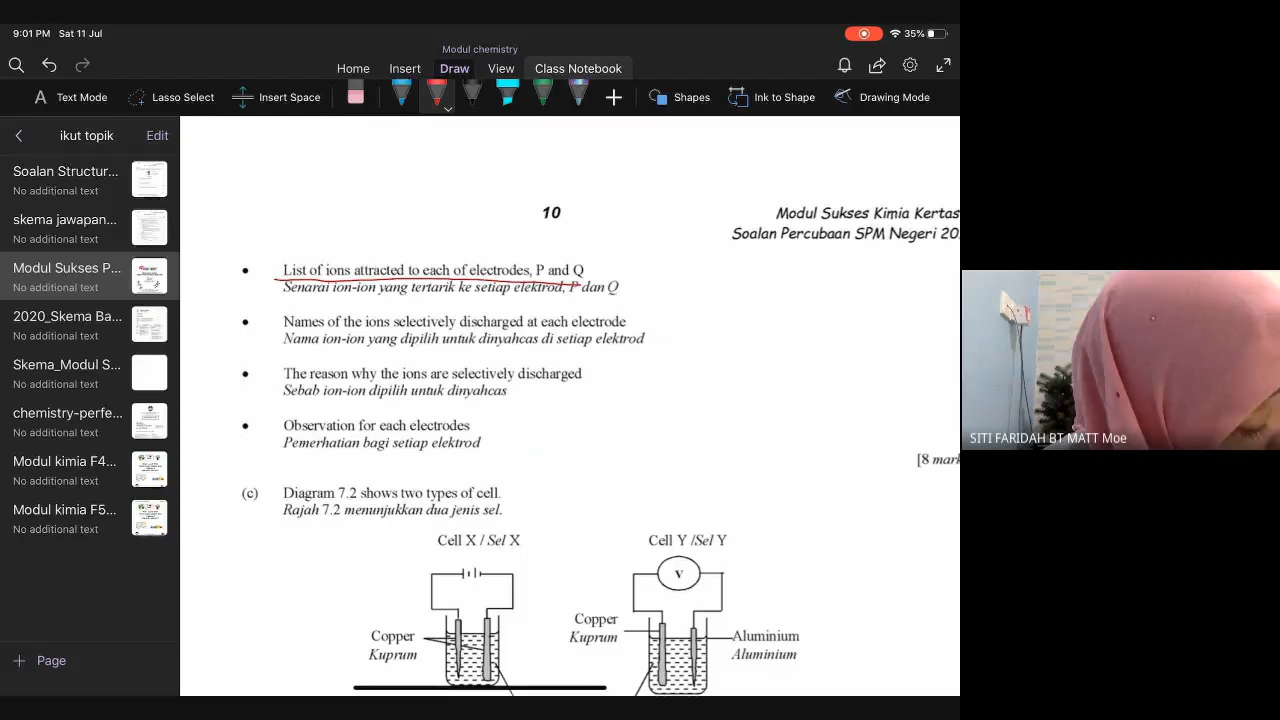 9:01 PM Sat 11 Jul
35%
Modul chemistry
Home Insert Draw View Class Notebook
Text Mode Lasso Select Insert Space Shapes Ink to Shape Drawing Mode
ikut topik Edit
Soalan Structur...
No additional text
skema jawapan...
No additional text
Modul Sukses P...
No additional text
2020_Skema Ba...
No additional text
Skema_Modul S...
No additional text
chemistry-perfe...
No additional text
Modul kimia F4...
No additional text
Modul kimia F5...
No additional text
Page
10
Modul Sukses Kimia Kertas
Soalan Percubaan SPM Negeri 20
• List of ions attracted to each of electrodes, P and Q
Senarai ion-ion yang tertarik ke setiap elektrod, P dan Q
• Names of the ions selectively discharged at each electrode
Nama ion-ion yang dipilih untuk dinyahcas di setiap elektrod
• The reason why the ions are selectively discharged
Sebab ion-ion dipilih untuk dinyahcas
• Observation for each electrodes
Pemerhatian bagi setiap elektrod
[8 mark
(c) Diagram 7.2 shows two types of cell.
Rajah 7.2 menunjukkan dua jenis sel.
Cell X / Sel X
Cell Y /Sel Y
V
Copper
Kuprum
Copper
Kuprum
Aluminium
Aluminium
SITI FARIDAH BT MATT Moe